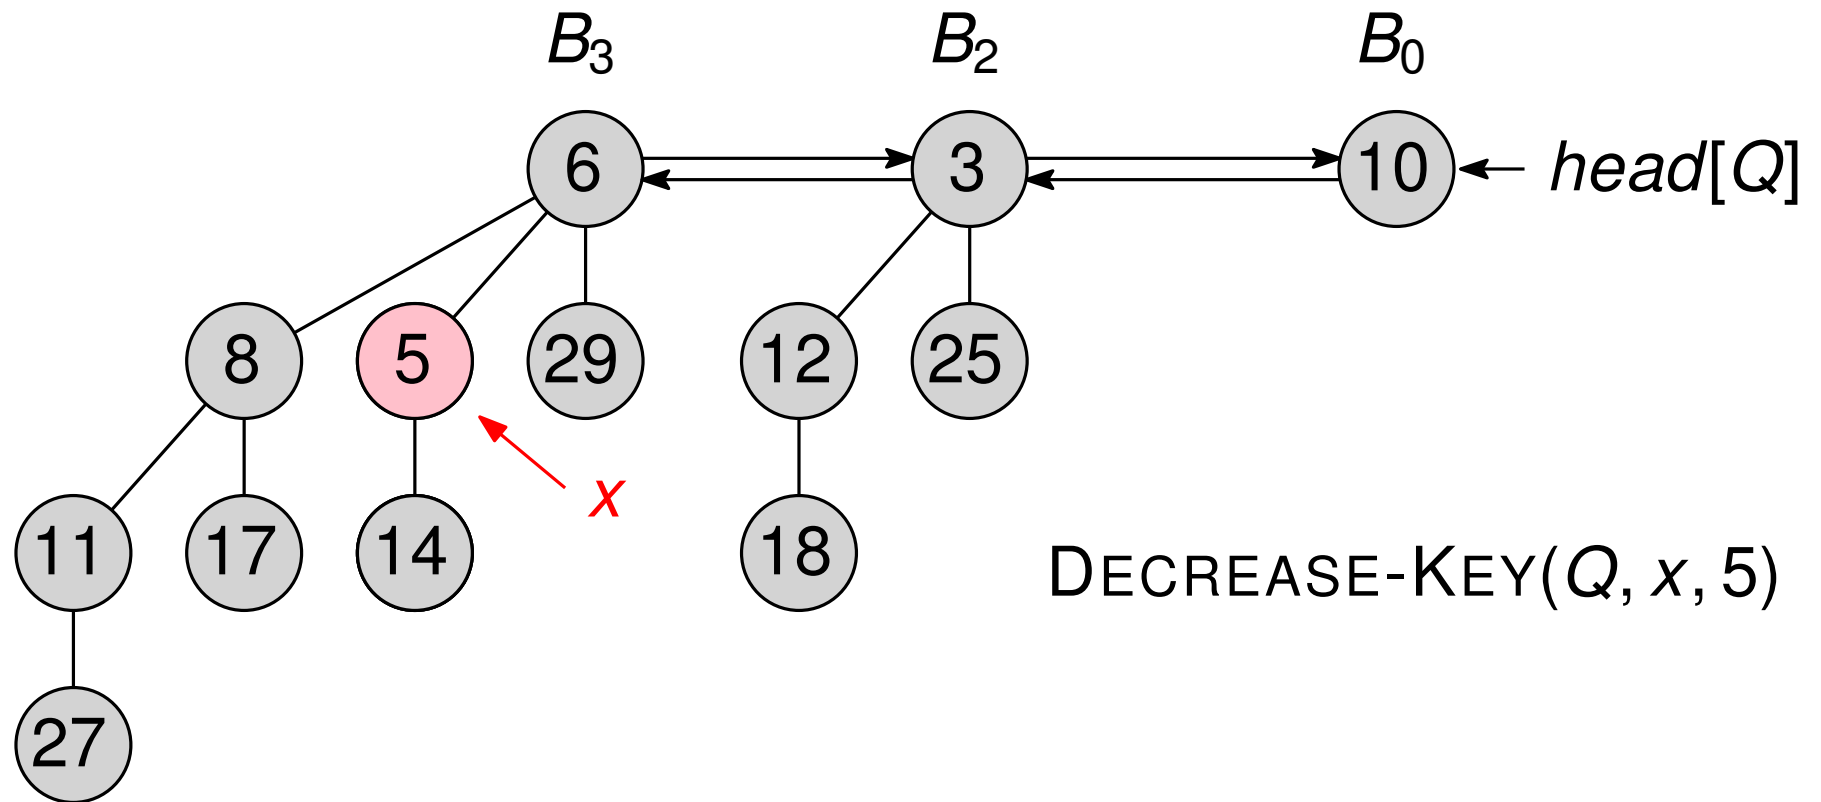 B3 B2 B0
6 3 10 head[Q]
8 5 29 12 25
x
11 17 14 18
DECREASE-KEY(Q, x, 5)
27